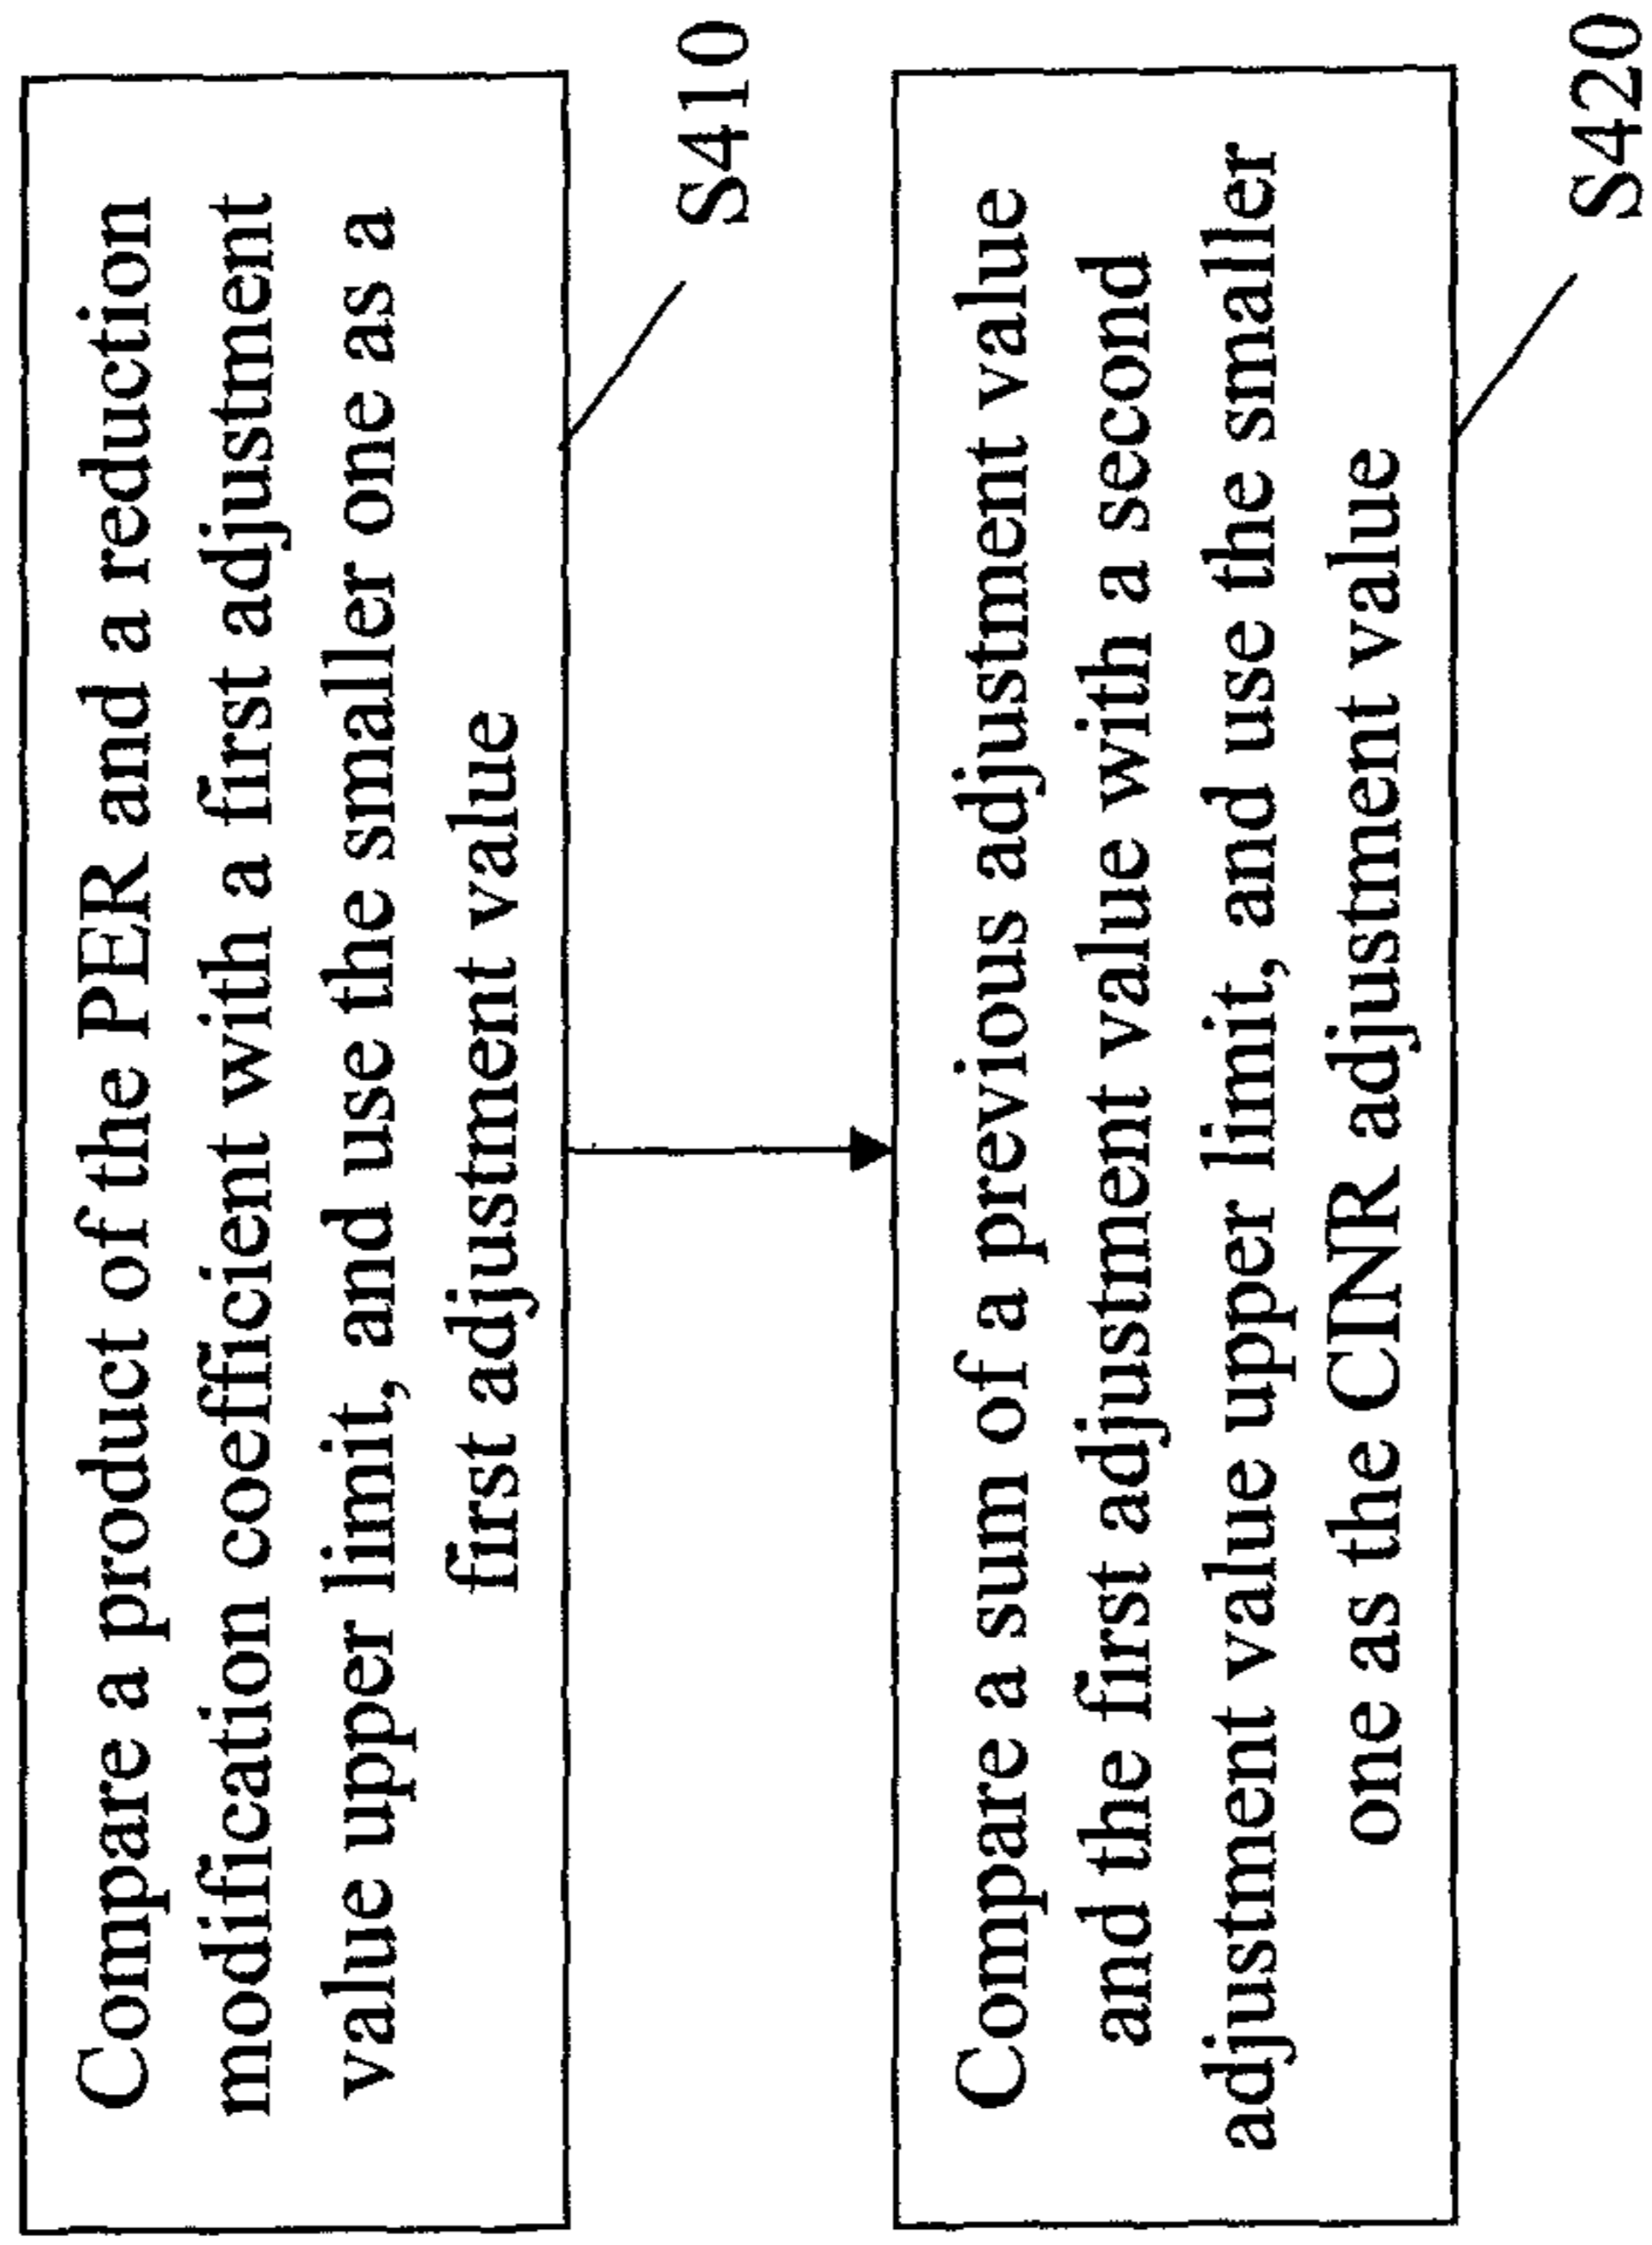 Compare a product of the PER and a reduction
modification coefficient with a first adjustment
value upper limit, and use the smaller one as a
first adjustment value
S410
Compare a sum of a previous adjustment value
and the first adjustment value with a second
adjustment value upper limit, and use the smaller
one as the CINR adjustment value
S420